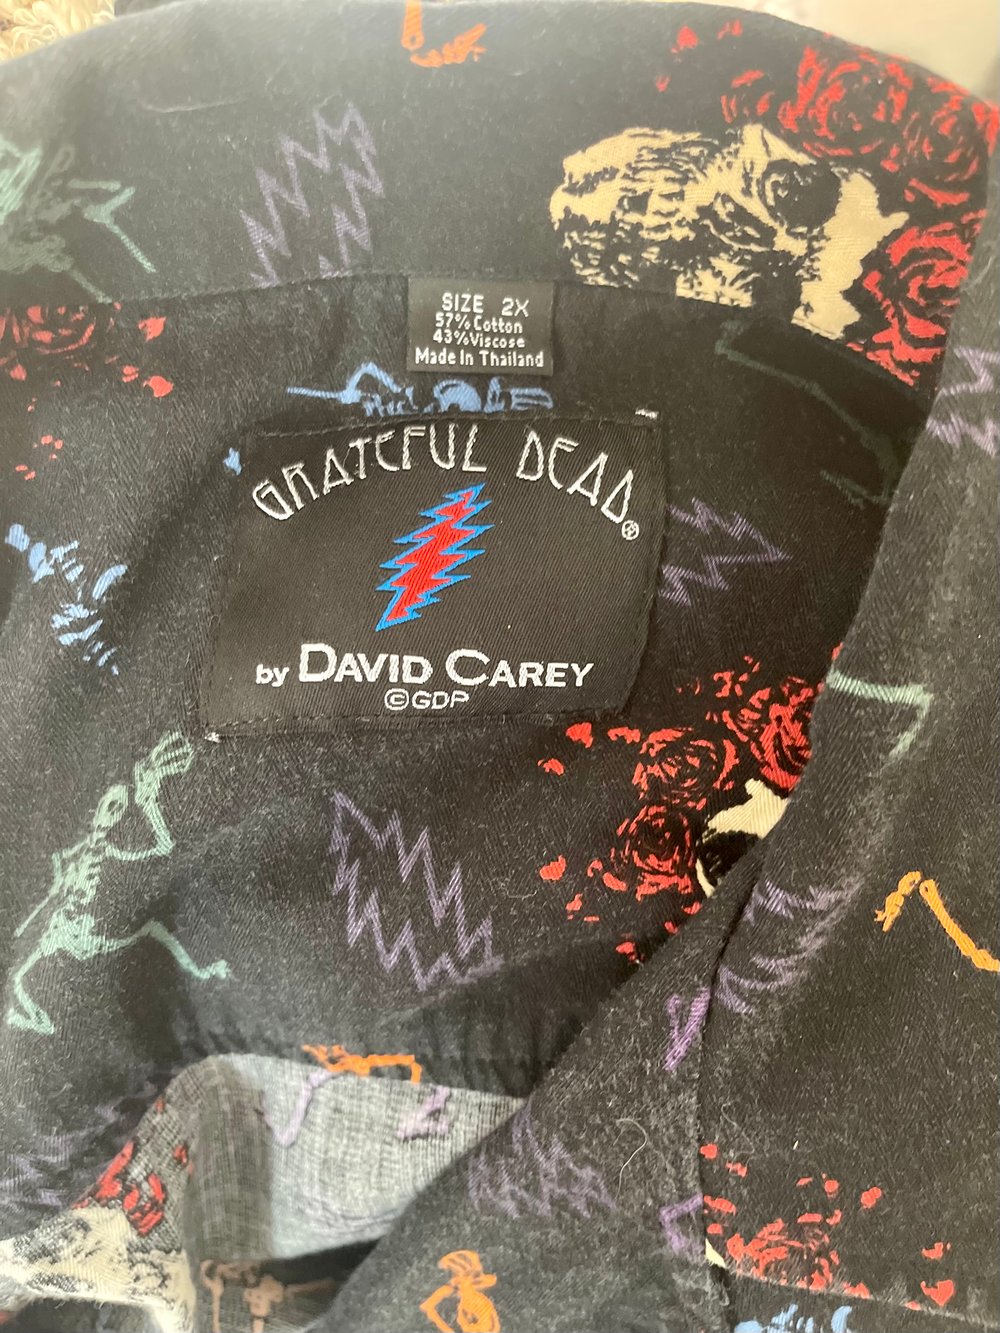 SIZE 2X
57% Cotton
43% Viscose
Made In Thailand
GRATEFUL DEAD®
by DAVID CAREY
©GDP